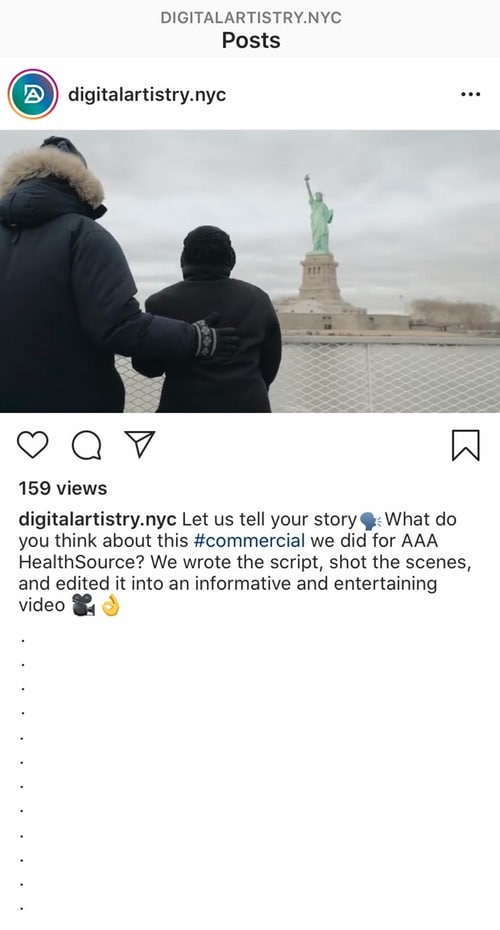 DIGITALARTISTRY.NYC
Posts
digitalartistry.nyc
159 views
digitalartistry.nyc Let us tell your story🗣️What do
you think about this #commercial we did for AAA
HealthSource? We wrote the script, shot the scenes,
and edited it into an informative and entertaining
video 🎥👌
.
.
.
.
.
.
.
.
.
.
.
.